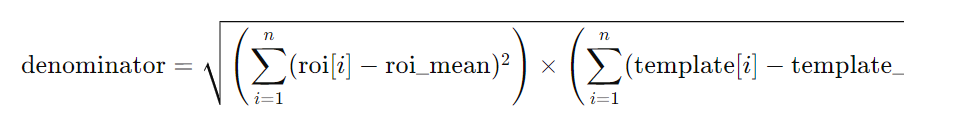 denominator = √((∑_{i=1}^{n}(roi[i] − roi_mean)²) × (∑_{i=1}^{n}(template[i] − template_